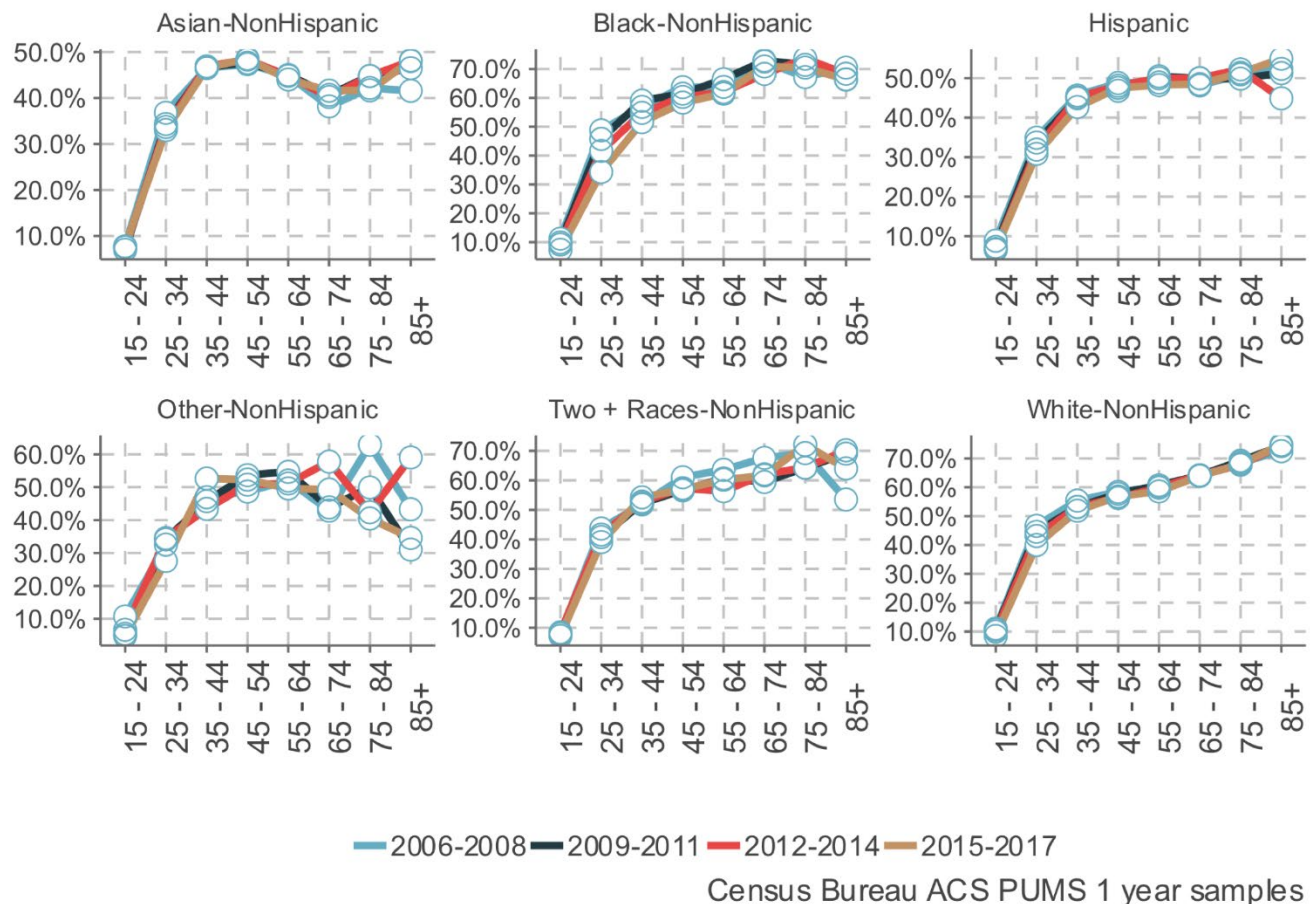 Asian-NonHispanic
50.0%
40.0%
30.0%
20.0%
10.0%
15 - 24
25 - 34
35 - 44
45 - 54
55 - 64
65 - 74
75 - 84
85+
Black-NonHispanic
70.0%
60.0%
50.0%
40.0%
30.0%
20.0%
10.0%
15 - 24
25 - 34
35 - 44
45 - 54
55 - 64
65 - 74
75 - 84
85+
Hispanic
50.0%
40.0%
30.0%
20.0%
10.0%
15 - 24
25 - 34
35 - 44
45 - 54
55 - 64
65 - 74
75 - 84
85+
Other-NonHispanic
60.0%
50.0%
40.0%
30.0%
20.0%
10.0%
15 - 24
25 - 34
35 - 44
45 - 54
55 - 64
65 - 74
75 - 84
85+
Two + Races-NonHispanic
70.0%
60.0%
50.0%
40.0%
30.0%
20.0%
10.0%
15 - 24
25 - 34
35 - 44
45 - 54
55 - 64
65 - 74
75 - 84
85+
White-NonHispanic
70.0%
60.0%
50.0%
40.0%
30.0%
20.0%
10.0%
15 - 24
25 - 34
35 - 44
45 - 54
55 - 64
65 - 74
75 - 84
85+
2006-2008 2009-2011 2012-2014 2015-2017
Census Bureau ACS PUMS 1 year samples